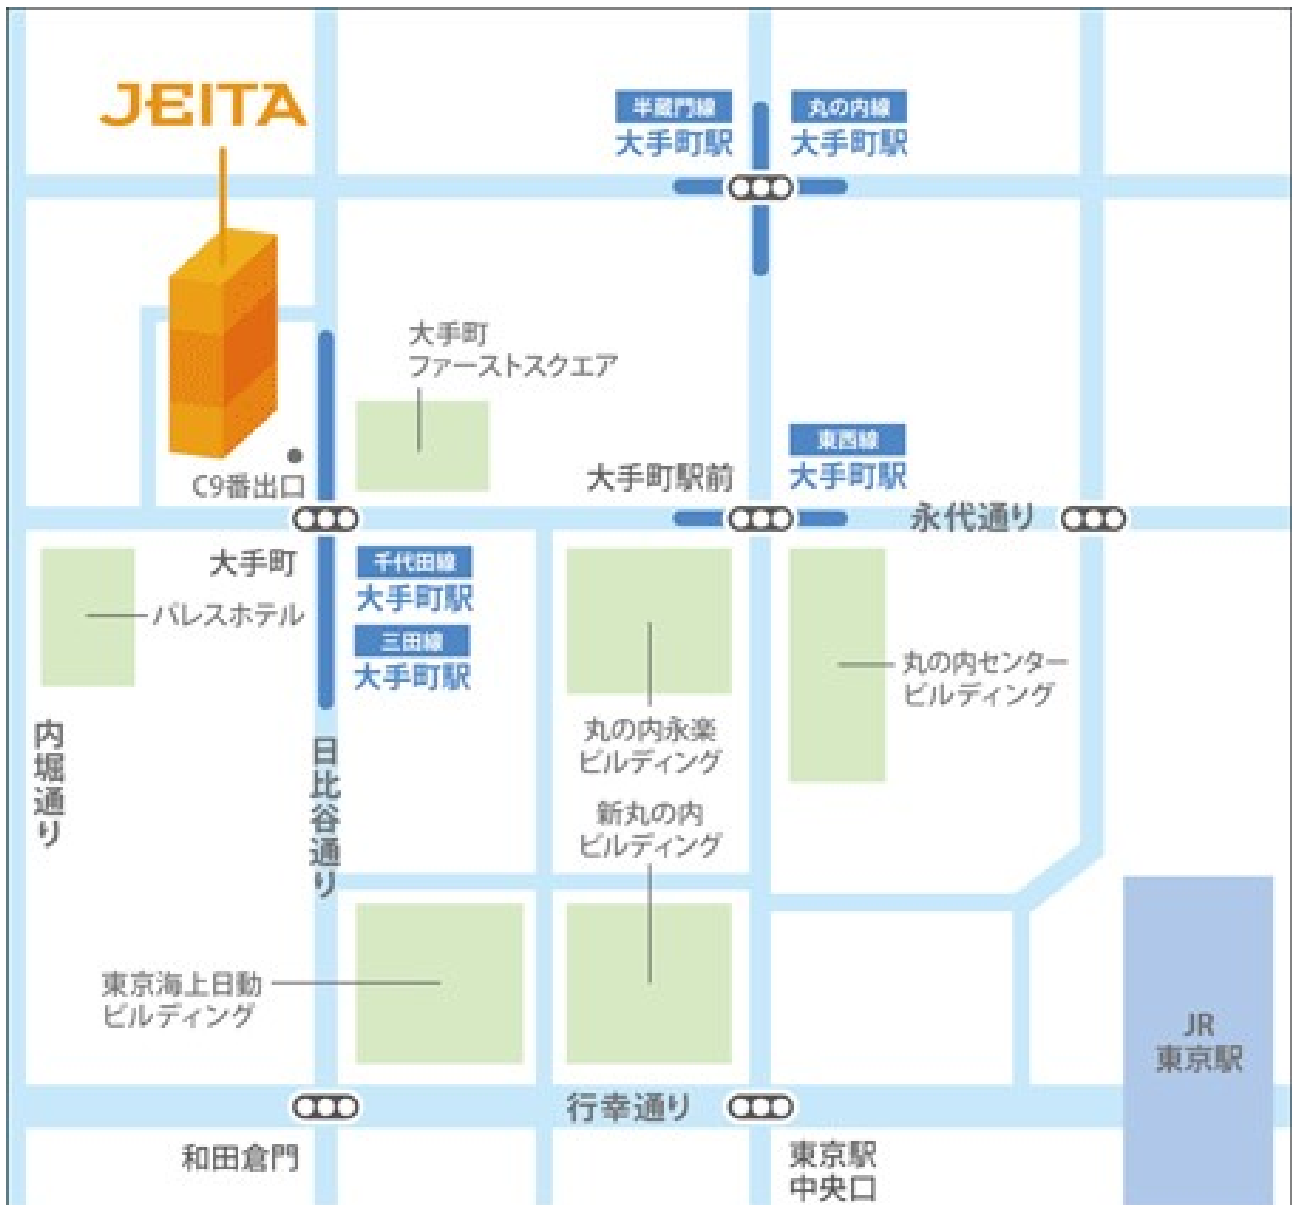 JEITA
半蔵門線
大手町駅
丸の内線
大手町駅
大手町
ファーストスクエア
C9番出口
大手町駅前
東西線
大手町駅
永代通り
大手町
パレスホテル
千代田線
大手町駅
三田線
大手町駅
丸の内センター
ビルディング
内堀通り
日比谷通り
丸の内永楽
ビルディング
新丸の内
ビルディング
東京海上日動
ビルディング
JR
東京駅
行幸通り
和田倉門
東京駅
中央口